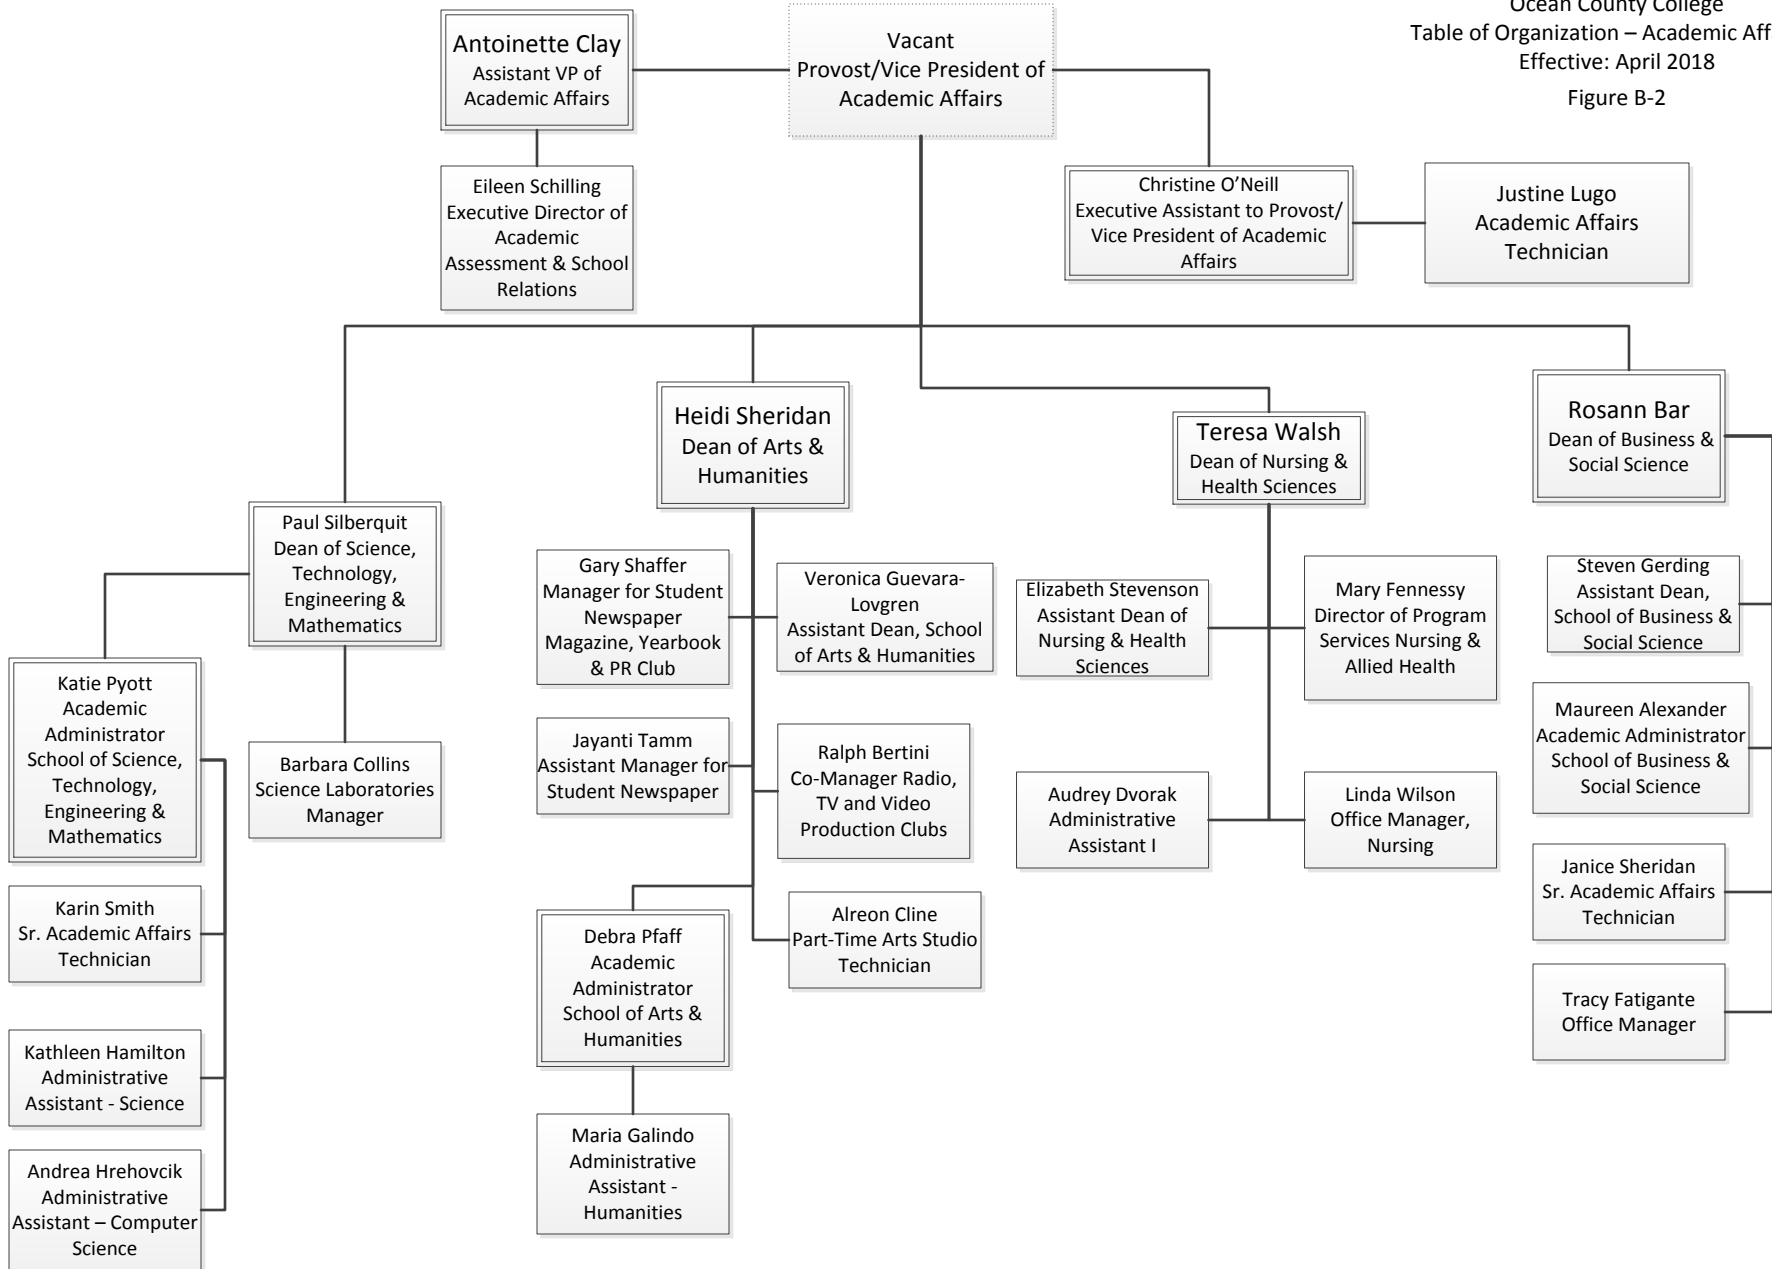 Ocean County College
Table of Organization – Academic Aff
Effective: April 2018
Figure B-2
Antoinette Clay
Assistant VP of
Academic Affairs
Vacant
Provost/Vice President of
Academic Affairs
Eileen Schilling
Executive Director of
Academic
Assessment & School
Relations
Christine O’Neill
Executive Assistant to Provost/
Vice President of Academic
Affairs
Justine Lugo
Academic Affairs
Technician
Paul Silberquit
Dean of Science,
Technology,
Engineering &
Mathematics
Heidi Sheridan
Dean of Arts &
Humanities
Teresa Walsh
Dean of Nursing &
Health Sciences
Rosann Bar
Dean of Business &
Social Science
Katie Pyott
Academic
Administrator
School of Science,
Technology,
Engineering &
Mathematics
Barbara Collins
Science Laboratories
Manager
Karin Smith
Sr. Academic Affairs
Technician
Kathleen Hamilton
Administrative
Assistant - Science
Andrea Hrehovcik
Administrative
Assistant – Computer
Science
Gary Shaffer
Manager for Student
Newspaper
Magazine, Yearbook
& PR Club
Veronica Guevara-
Lovgren
Assistant Dean, School
of Arts & Humanities
Jayanti Tamm
Assistant Manager for
Student Newspaper
Ralph Bertini
Co-Manager Radio,
TV and Video
Production Clubs
Debra Pfaff
Academic
Administrator
School of Arts &
Humanities
Alreon Cline
Part-Time Arts Studio
Technician
Maria Galindo
Administrative
Assistant -
Humanities
Elizabeth Stevenson
Assistant Dean of
Nursing & Health
Sciences
Mary Fennessy
Director of Program
Services Nursing &
Allied Health
Audrey Dvorak
Administrative
Assistant I
Linda Wilson
Office Manager,
Nursing
Steven Gerding
Assistant Dean,
School of Business &
Social Science
Maureen Alexander
Academic Administrator
School of Business &
Social Science
Janice Sheridan
Sr. Academic Affairs
Technician
Tracy Fatigante
Office Manager